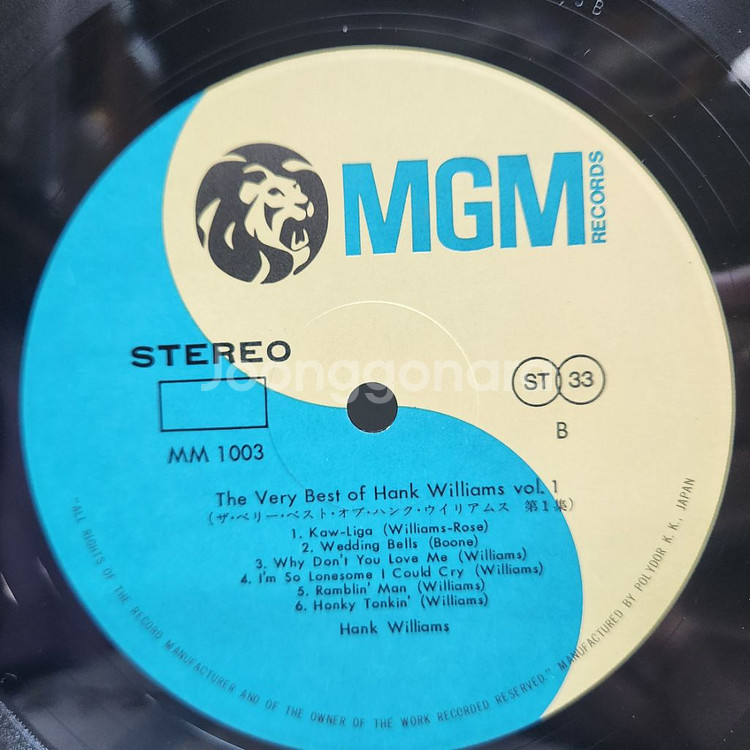 MGM
RECORDS
STEREO
Joonggonara
ST 33
B
MM 1003
The Very Best of Hank Williams vol. 1
(ザ・ベリー・ベスト・オブ・ハンク・ウイリアムス 第1集)
1. Kaw-Liga (Williams-Rose)
2. Wedding Bells (Boone)
3. Why Don't You Love Me (Williams)
4. I'm So Lonesome I Could Cry (Williams)
5. Ramblin' Man (Williams)
6. Honky Tonkin' (Williams)
Hank Williams
"ALL RIGHTS OF THE RECORD MANUFACTURER AND OF THE OWNER OF THE WORK RECORDED RESERVED." MANUFACTURED BY POLYDOR K. K., JAPAN